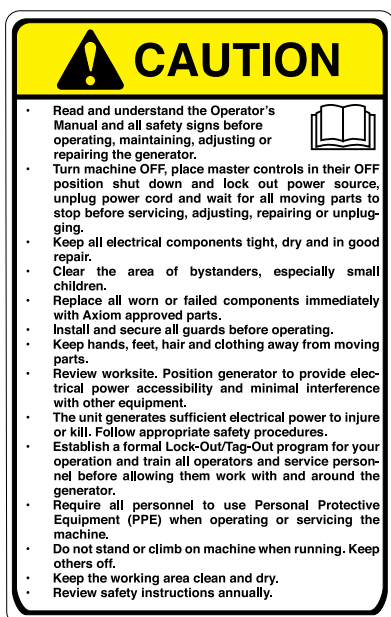 CAUTION
· Read and understand the Operator's
Manual and all safety signs before
operating, maintaining, adjusting or
repairing the generator.
· Turn machine OFF, place master controls in their OFF
position shut down and lock out power source,
unplug power cord and wait for all moving parts to
stop before servicing, adjusting, repairing or unplug-
ging.
· Keep all electrical components tight, dry and in good
repair.
· Clear the area of bystanders, especially small
children.
· Replace all worn or failed components immediately
with Axiom approved parts.
· Install and secure all guards before operating.
· Keep hands, feet, hair and clothing away from moving
parts.
· Review worksite. Position generator to provide elec-
trical power accessibility and minimal interference
with other equipment.
· The unit generates sufficient electrical power to injure
or kill. Follow appropriate safety procedures.
· Establish a formal Lock-Out/Tag-Out program for your
operation and train all operators and service person-
nel before allowing them work with and around the
generator.
· Require all personnel to use Personal Protective
Equipment (PPE) when operating or servicing the
machine.
· Do not stand or climb on machine when running. Keep
others off.
· Keep the working area clean and dry.
· Review safety instructions annually.